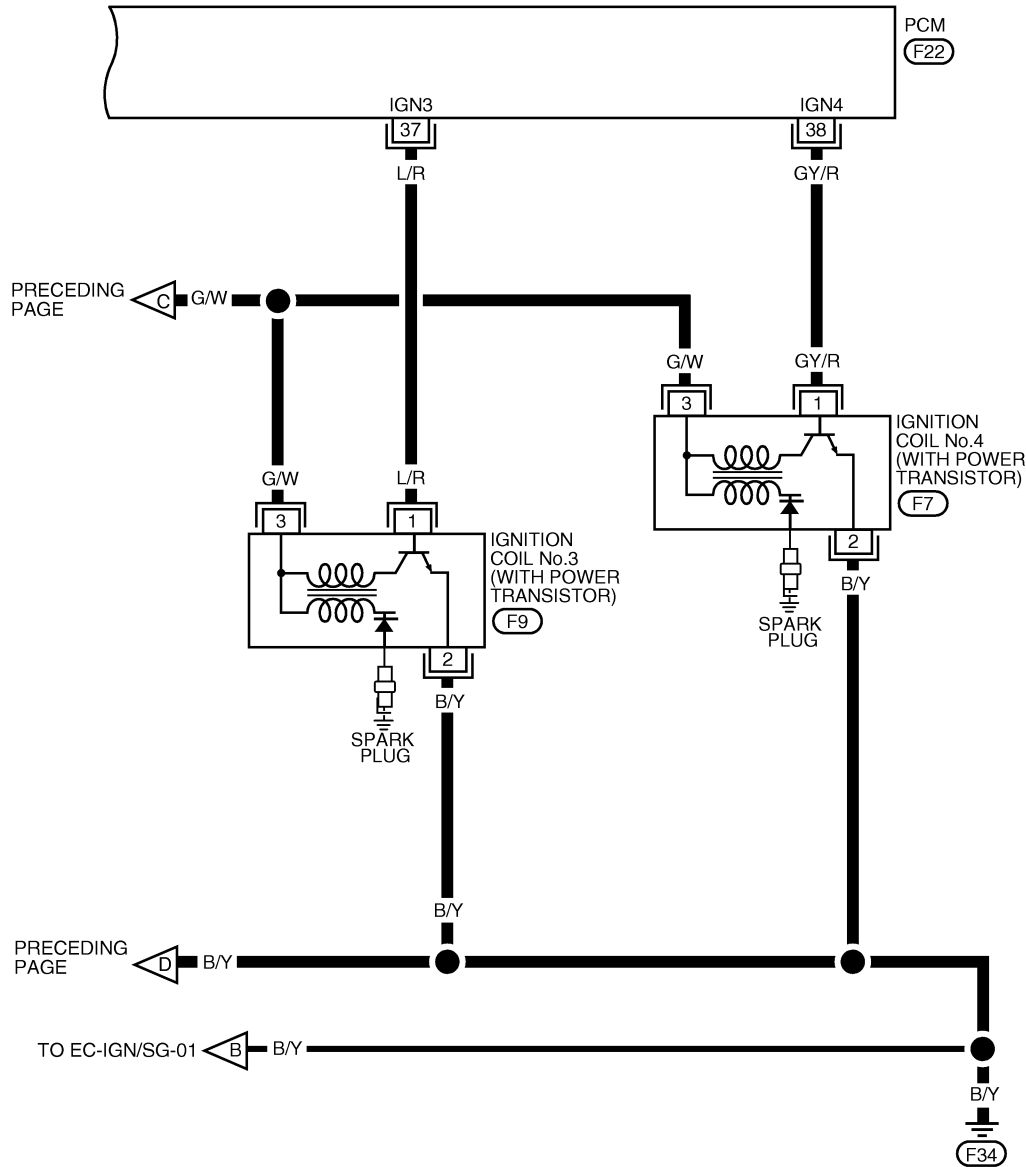 PCM
F22
IGN3
IGN4
37
38
L/R
GY/R
PRECEDING
PAGE
C
G/W
G/W
GY/R
3
1
IGNITION
COIL No.4
(WITH POWER
TRANSISTOR)
F7
G/W
L/R
3
1
IGNITION
COIL No.3
(WITH POWER
TRANSISTOR)
F9
2
B/Y
SPARK
PLUG
2
B/Y
SPARK
PLUG
B/Y
PRECEDING
PAGE
D
B/Y
TO EC-IGN/SG-01
B
B/Y
B/Y
F34